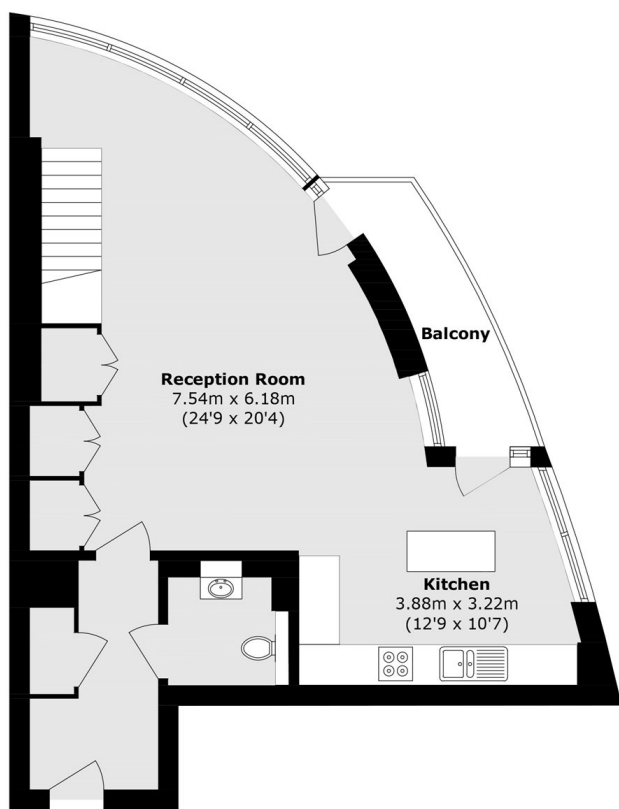 Balcony
Reception Room
7.54m x 6.18m
(24'9 x 20'4)
Kitchen
3.88m x 3.22m
(12'9 x 10'7)